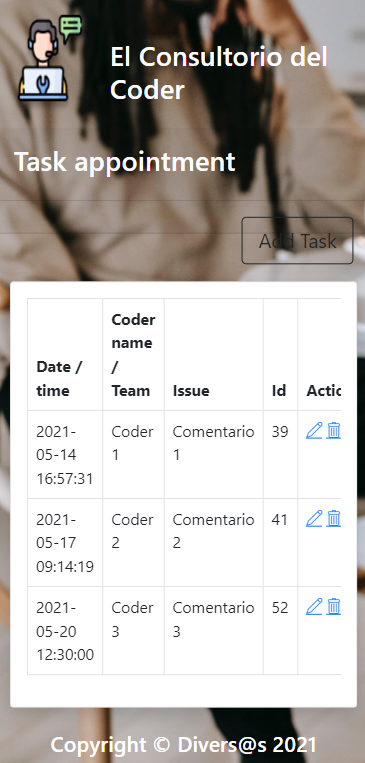 El Consultorio del
Coder
Task appointment
Add Task
Date / time | Coder name / Team | Issue | Id | Actio
2021-05-14 16:57:31 | Coder 1 | Comentario 1 | 39
2021-05-17 09:14:19 | Coder 2 | Comentario 2 | 41
2021-05-20 12:30:00 | Coder 3 | Comentario 3 | 52
Copyright © Divers@s 2021